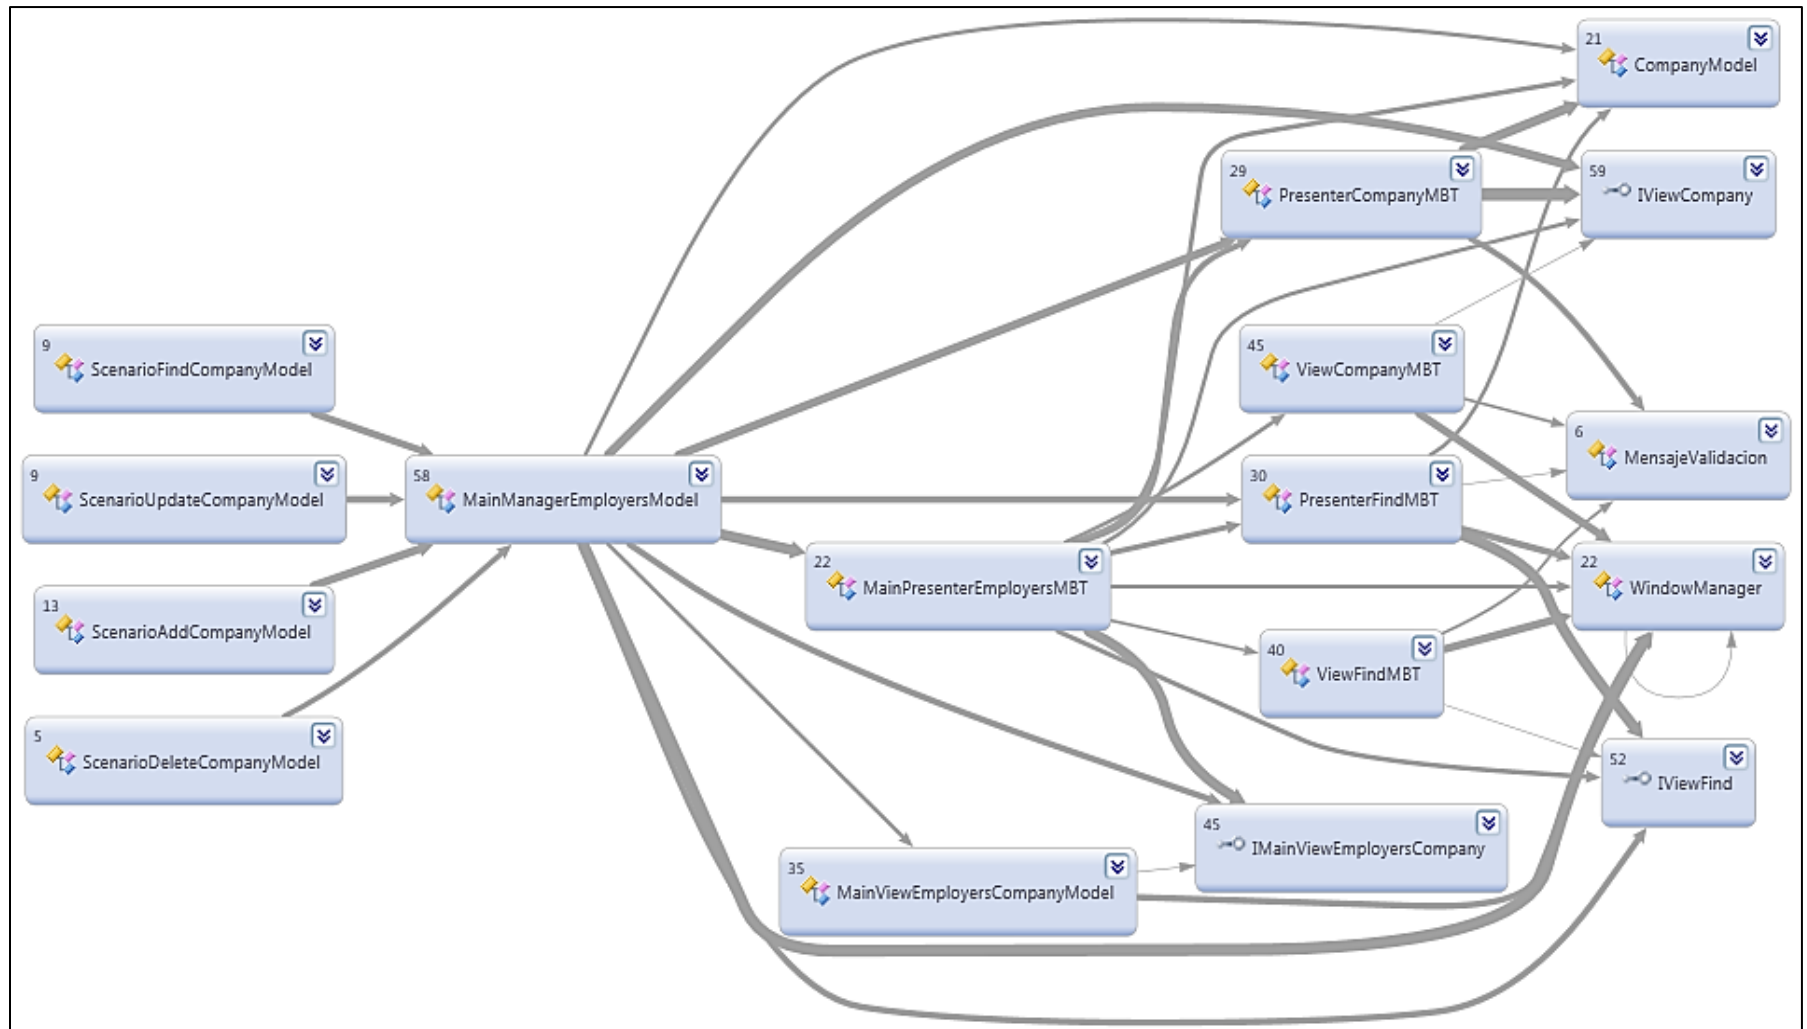 21
CompanyModel
29
PresenterCompanyMBT
59
IViewCompany
9
ScenarioFindCompanyModel
45
ViewCompanyMBT
6
MensajeValidacion
9
ScenarioUpdateCompanyModel
58
MainManagerEmployersModel
30
PresenterFindMBT
22
MainPresenterEmployersMBT
22
WindowManager
13
ScenarioAddCompanyModel
40
ViewFindMBT
5
ScenarioDeleteCompanyModel
52
IViewFind
45
IMainViewEmployersCompany
35
MainViewEmployersCompanyModel